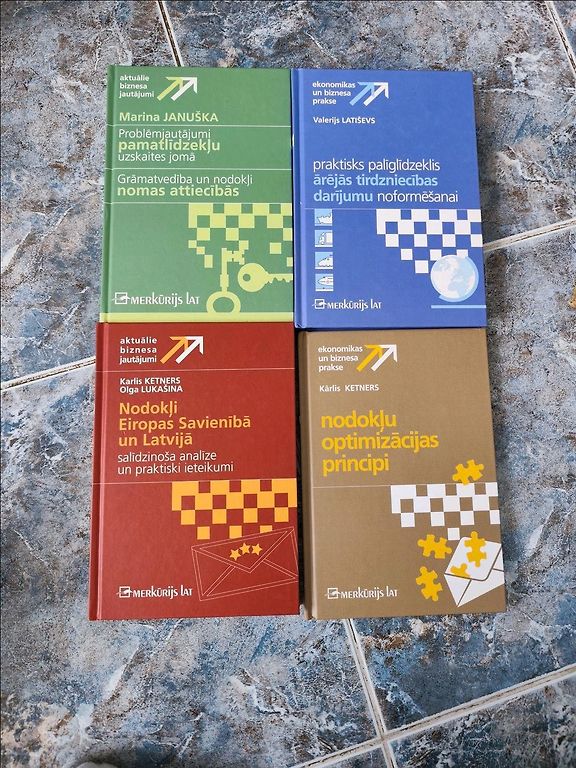 aktuālie
biznesa
jautājumi
Marina JANUŠKA
Problēmjautājumi
pamatlīdzekļu
uzskaites jomā
Grāmatvedība un nodokļi
nomas attiecībās
MERKŪRIJS LAT
ekonomikas
un biznesa
prakse
Valerijs LATIŠEVS
praktisks palīglīdzeklis
ārējās tirdzniecības
darījumu noformēšanai
MERKŪRIJS LAT
aktuālie
biznesa
jautājumi
Karlis KETNERS
Olga LUKAŠINA
Nodokļi
Eiropas Savienībā
un Latvijā
salīdzinoša analīze
un praktiski ieteikumi
MERKŪRIJS LAT
ekonomikas
un biznesa
prakse
Kārlis KETNERS
nodokļu
optimizācijas
principi
MERKŪRIJS LAT